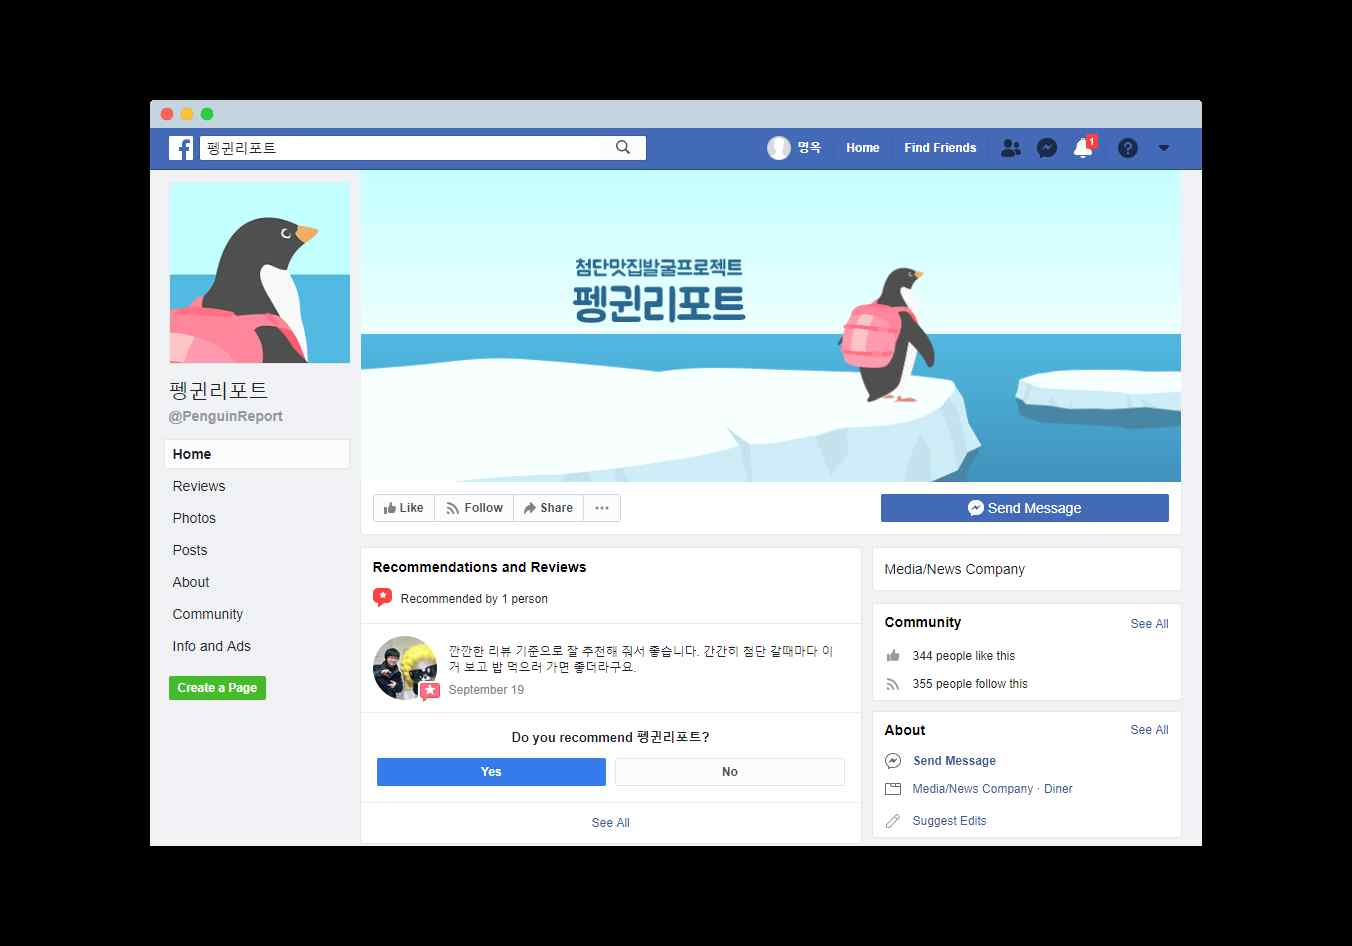 펭귄리포트
명옥
Home
Find Friends
1
첨단맛집발굴프로젝트
펭귄리포트
펭귄리포트
@PenguinReport
Home
Reviews
Photos
Posts
About
Community
Info and Ads
Create a Page
Like
Follow
Share
Send Message
Recommendations and Reviews
Recommended by 1 person
깐깐한 리뷰 기준으로 잘 추천해 줘서 좋습니다. 간간히 첨단 갈때마다 이
거 보고 밥 먹으러 가면 좋더라구요.
September 19
Do you recommend 펭귄리포트?
Yes
No
See All
Media/News Company
Community
See All
344 people like this
355 people follow this
About
See All
Send Message
Media/News Company · Diner
Suggest Edits